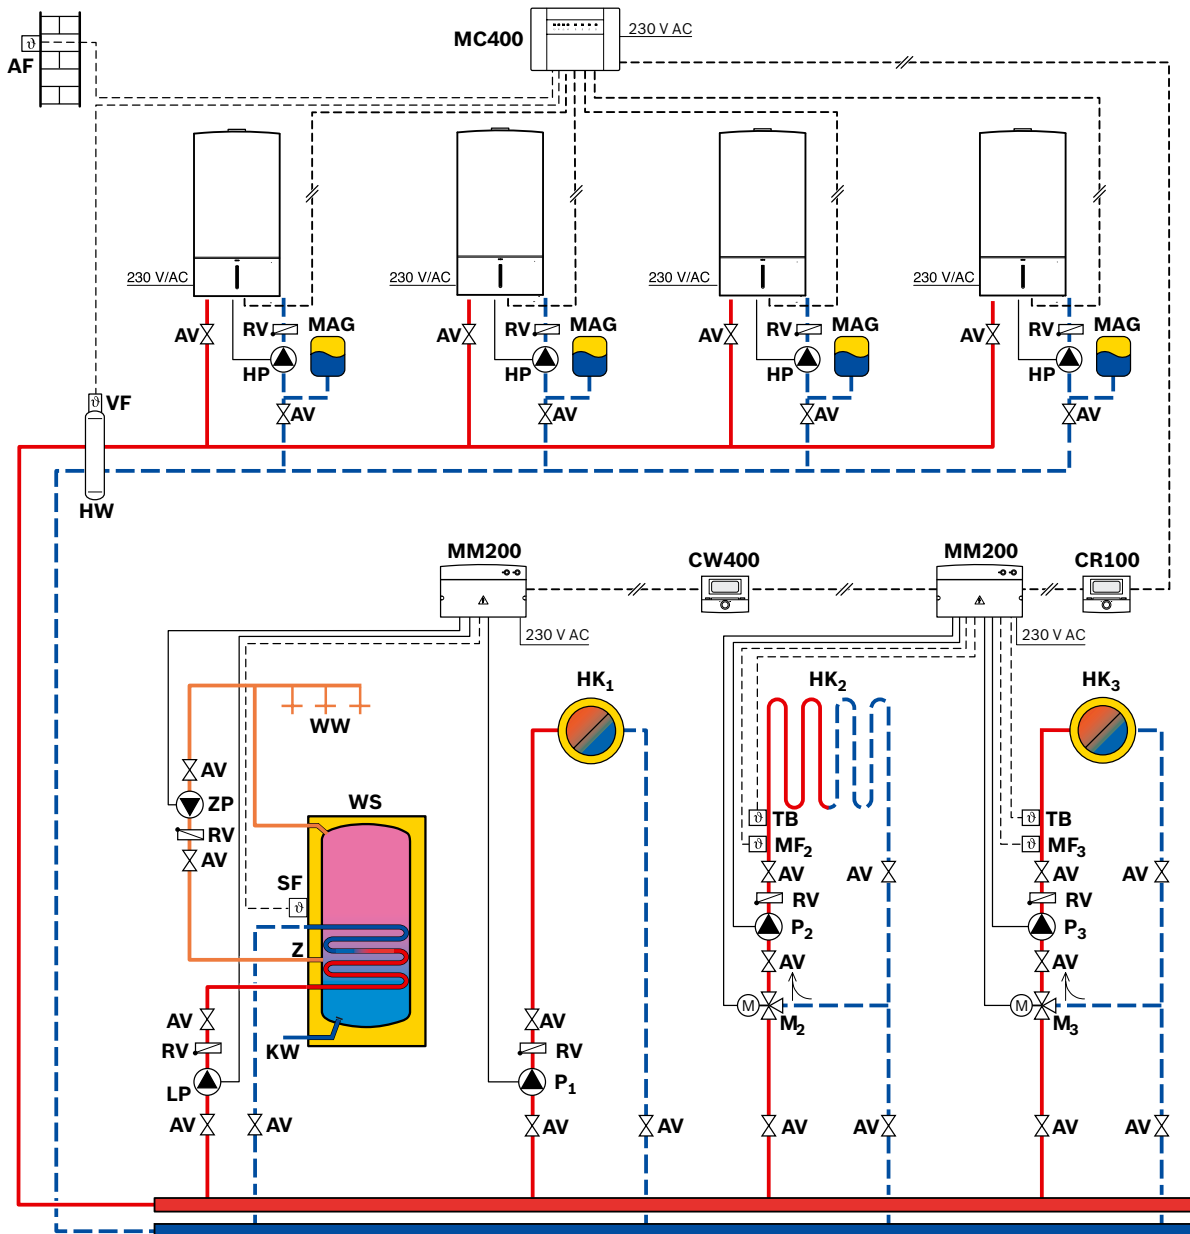 MC400
230 V AC
ϑ
AF
230 V/AC
230 V/AC
230 V/AC
230 V/AC
AV
RV
MAG
AV
RV
MAG
AV
RV
MAG
AV
RV
MAG
HP
HP
HP
HP
ϑ VF
AV
AV
AV
AV
HW
MM200
CW400
MM200
CR100
230 V AC
230 V AC
HK1
HK2
HK3
WW
AV
ZP
WS
RV
AV
TB
ϑ
ϑ
TB
MF2
ϑ
ϑ
MF3
SF
ϑ
AV
AV
AV
AV
RV
RV
P2
P3
Z
AV
AV
M
M2
M
M3
AV
AV
RV
KW
RV
LP
P1
AV
AV
AV
AV
AV
AV
AV
AV